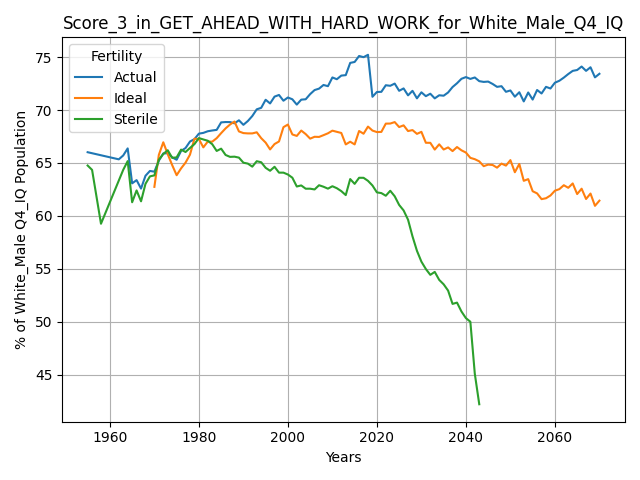 Score_3_in_GET_AHEAD_WITH_HARD_WORK_for_White_Male_Q4_IQ
Fertility
Actual
Ideal
Sterile
% of White_Male Q4_IQ Population
75
70
65
60
55
50
45
1960
1980
2000
2020
2040
2060
Years